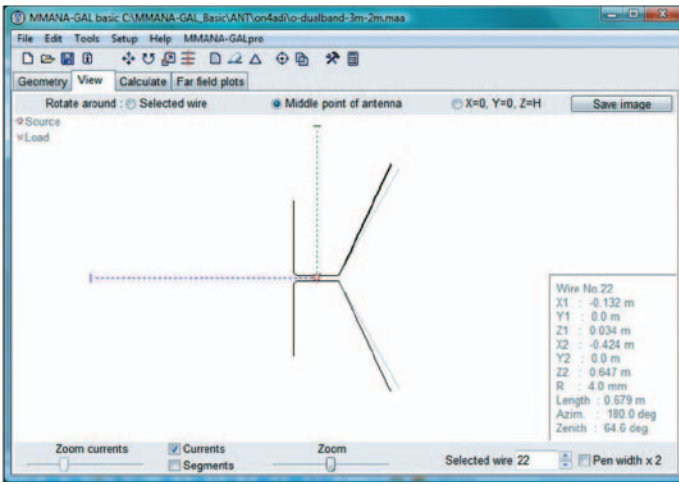 MMANA-GAL basic C:\MMANA-GAL_Basic\ANT\on4adi\o-dualband-3m-2m.maa
File Edit Tools Setup Help MMANA-GALpro
Geometry View Calculate Far field plots
Rotate around : Selected wire Middle point of antenna X=0, Y=0, Z=H Save image
Source
Load
Wire No.22
X1 : -0.132 m
Y1 : 0.0 m
Z1 : 0.034 m
X2 : -0.424 m
Y2 : 0.0 m
Z2 : 0.647 m
R : 4.0 mm
Length : 0.679 m
Azim. : 180.0 deg
Zenith : 64.6 deg
Zoom currents Currents Zoom
Segments Selected wire 22 Pen width x 2